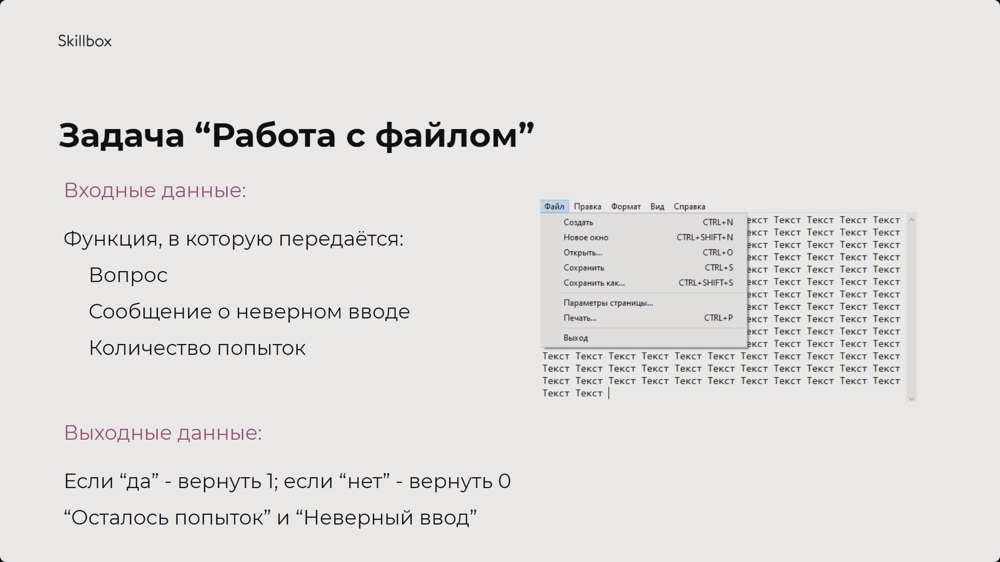 Skillbox
Задача “Работа с файлом”
Входные данные:
Функция, в которую передаётся:
Вопрос
Сообщение о неверном вводе
Количество попыток
Выходные данные:
Если “да” - вернуть 1; если “нет” - вернуть 0
“Осталось попыток” и “Неверный ввод”
Файл Правка Формат Вид Справка
Создать CTRL+N
Новое окно CTRL+SHIFT+N
Открыть... CTRL+O
Сохранить CTRL+S
Сохранить как... CTRL+SHIFT+S
Параметры страницы...
Печать... CTRL+P
Выход
екст Текст Текст Текст Текст
екст Текст Текст Текст Текст
екст Текст Текст Текст Текст
екст Текст Текст Текст Текст
екст Текст Текст Текст Текст
екст Текст Текст Текст Текст
екст Текст Текст Текст Текст
екст Текст Текст Текст Текст
екст Текст Текст Текст Текст
екст Текст Текст Текст Текст
екст Текст Текст Текст Текст
Текст Текст Текст Текст Текст Текст Текст Текст Текст Текст Текст
Текст Текст Текст Текст Текст Текст Текст Текст Текст Текст Текст
Текст Текст Текст Текст Текст Текст Текст Текст Текст Текст Текст
Текст Текст